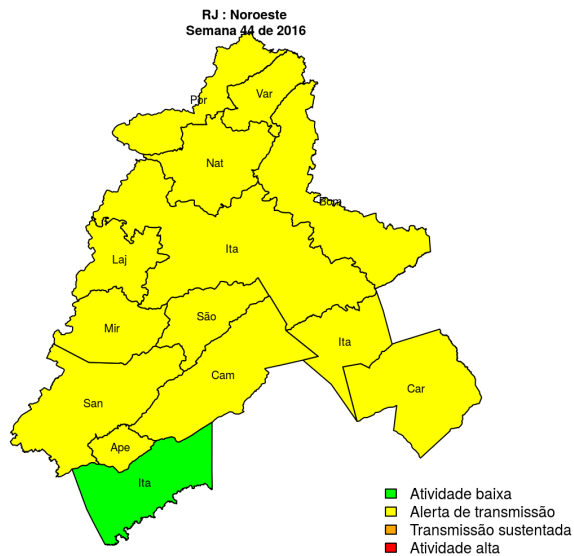 RJ : Noroeste
Semana 44 de 2016
Por
Var
Nat
Bom
Ita
Laj
São
Mir
Ita
Cam
Car
San
Ape
Ita
Atividade baixa
Alerta de transmissão
Transmissão sustentada
Atividade alta